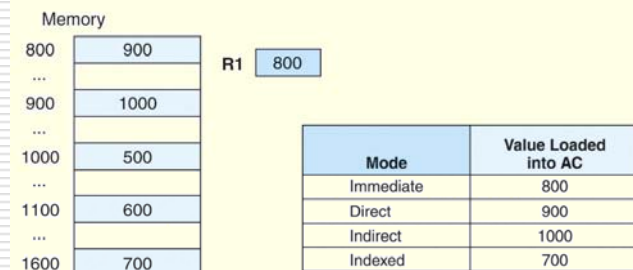 Memory
800 900
...
900 1000
...
1000 500
...
1100 600
...
1600 700
R1 800
Mode Value Loaded into AC
Immediate 800
Direct 900
Indirect 1000
Indexed 700